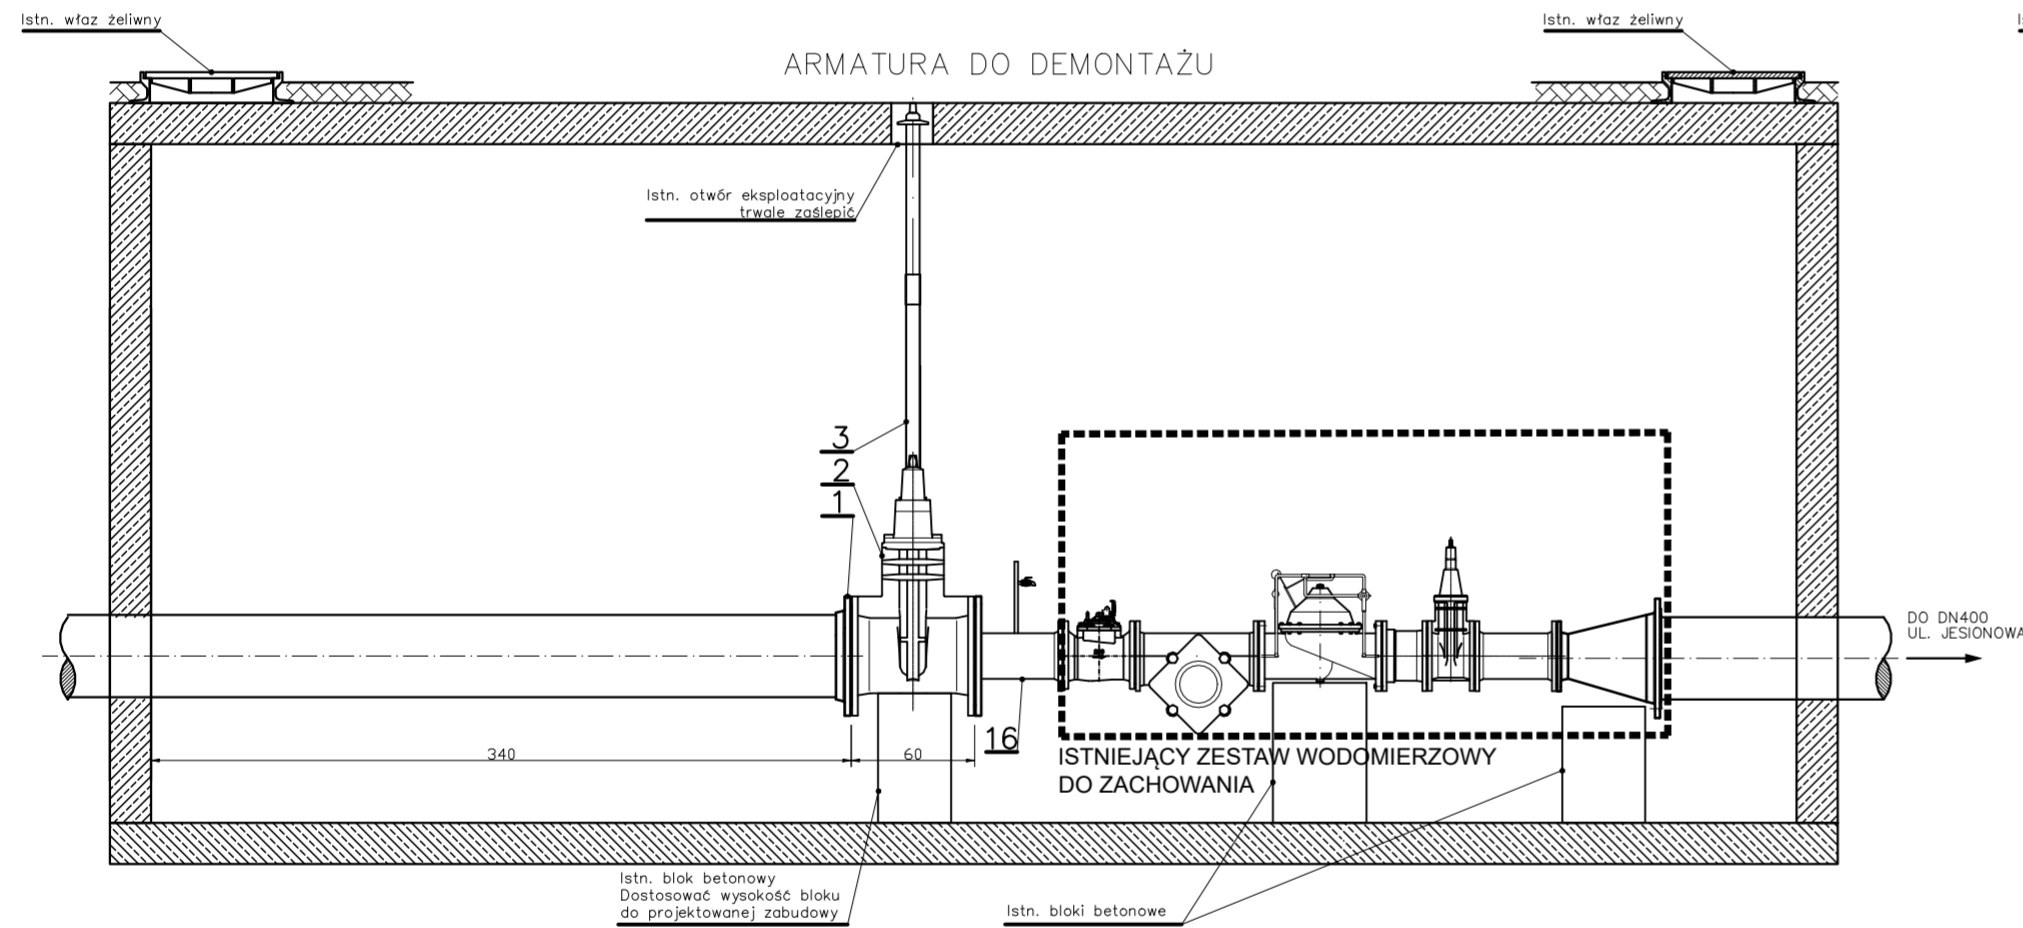 Istn. właz żeliwny
Istn. właz żeliwny
ARMATURA DO DEMONTAŻU
Istn. otwór eksploatacyjny
trwale zaślepić
3
2
1
DO DN400
UL. JESIONOWA
340
60
16
ISTNIEJĄCY ZESTAW WODOMIERZOWY
DO ZACHOWANIA
Istn. blok betonowy
Dostosować wysokość bloku
do projektowanej zabudowy
Istn. bloki betonowe